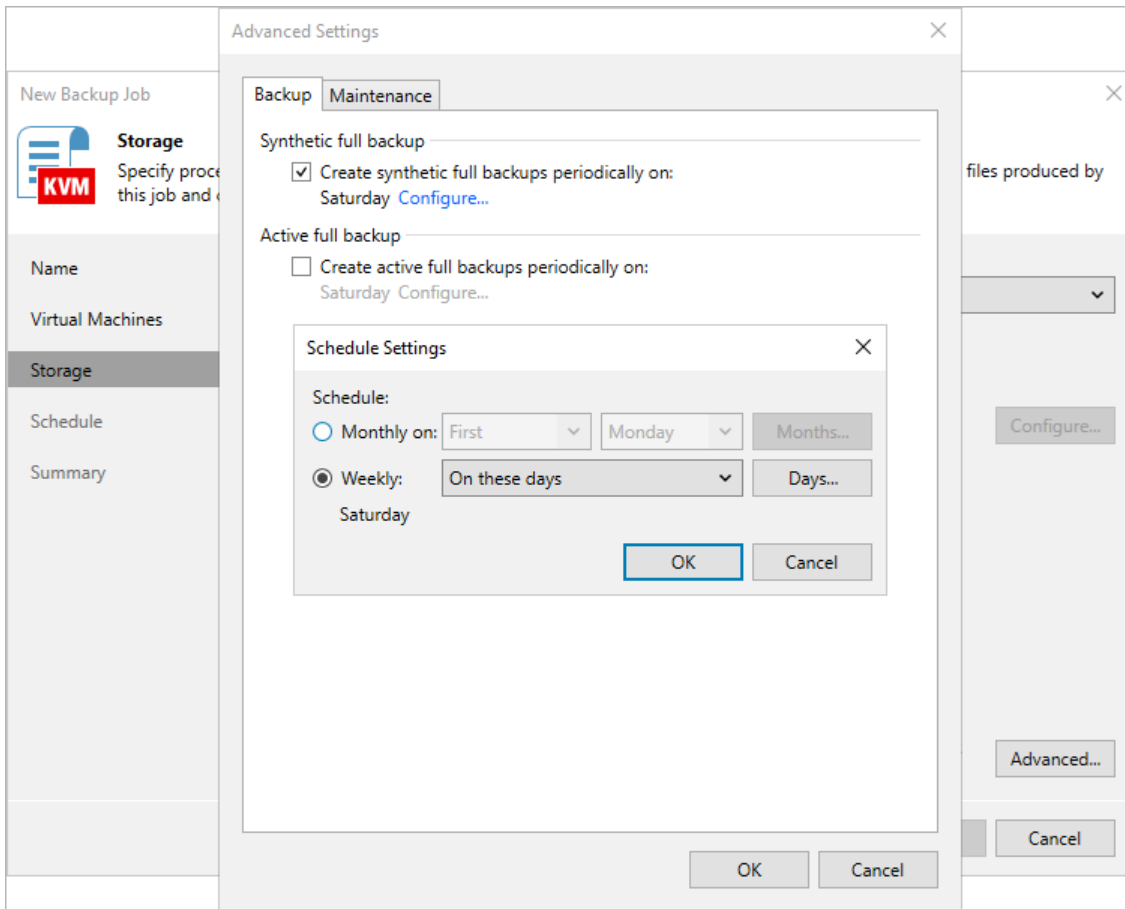 Advanced Settings
New Backup Job
Storage
Specify proce
files produced by
this job and
KVM
Name
Virtual Machines
Storage
Schedule
Summary
Backup
Maintenance
Synthetic full backup
Create synthetic full backups periodically on:
Saturday Configure...
Active full backup
Create active full backups periodically on:
Saturday Configure...
Schedule Settings
Schedule:
Monthly on: First Monday Months...
Weekly: On these days Days...
Saturday
OK Cancel
Configure...
Advanced...
Cancel
OK Cancel